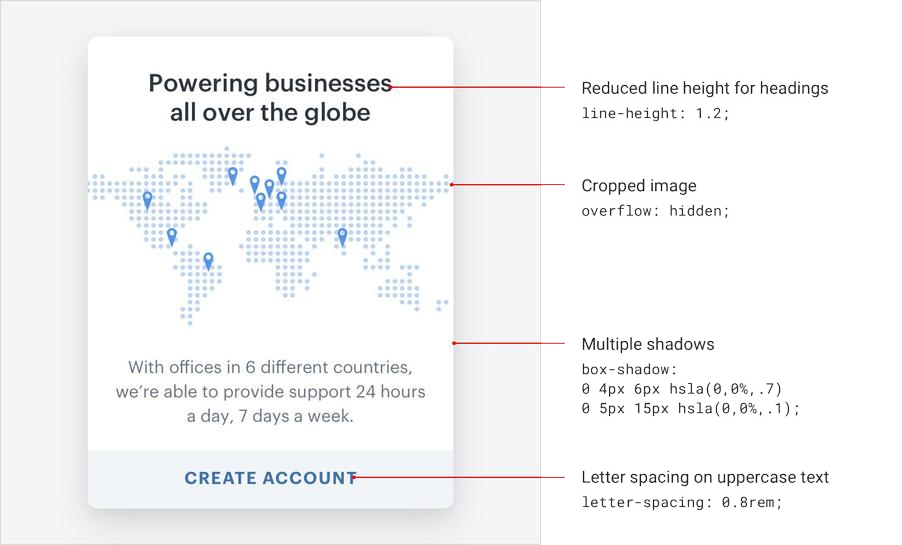 Powering businesses
all over the globe
With offices in 6 different countries,
we're able to provide support 24 hours
a day, 7 days a week.
CREATE ACCOUNT
Reduced line height for headings
line-height: 1.2;
Cropped image
overflow: hidden;
Multiple shadows
box-shadow:
0 4px 6px hsla(0,0%,.7)
0 5px 15px hsla(0,0%,.1);
Letter spacing on uppercase text
letter-spacing: 0.8rem;